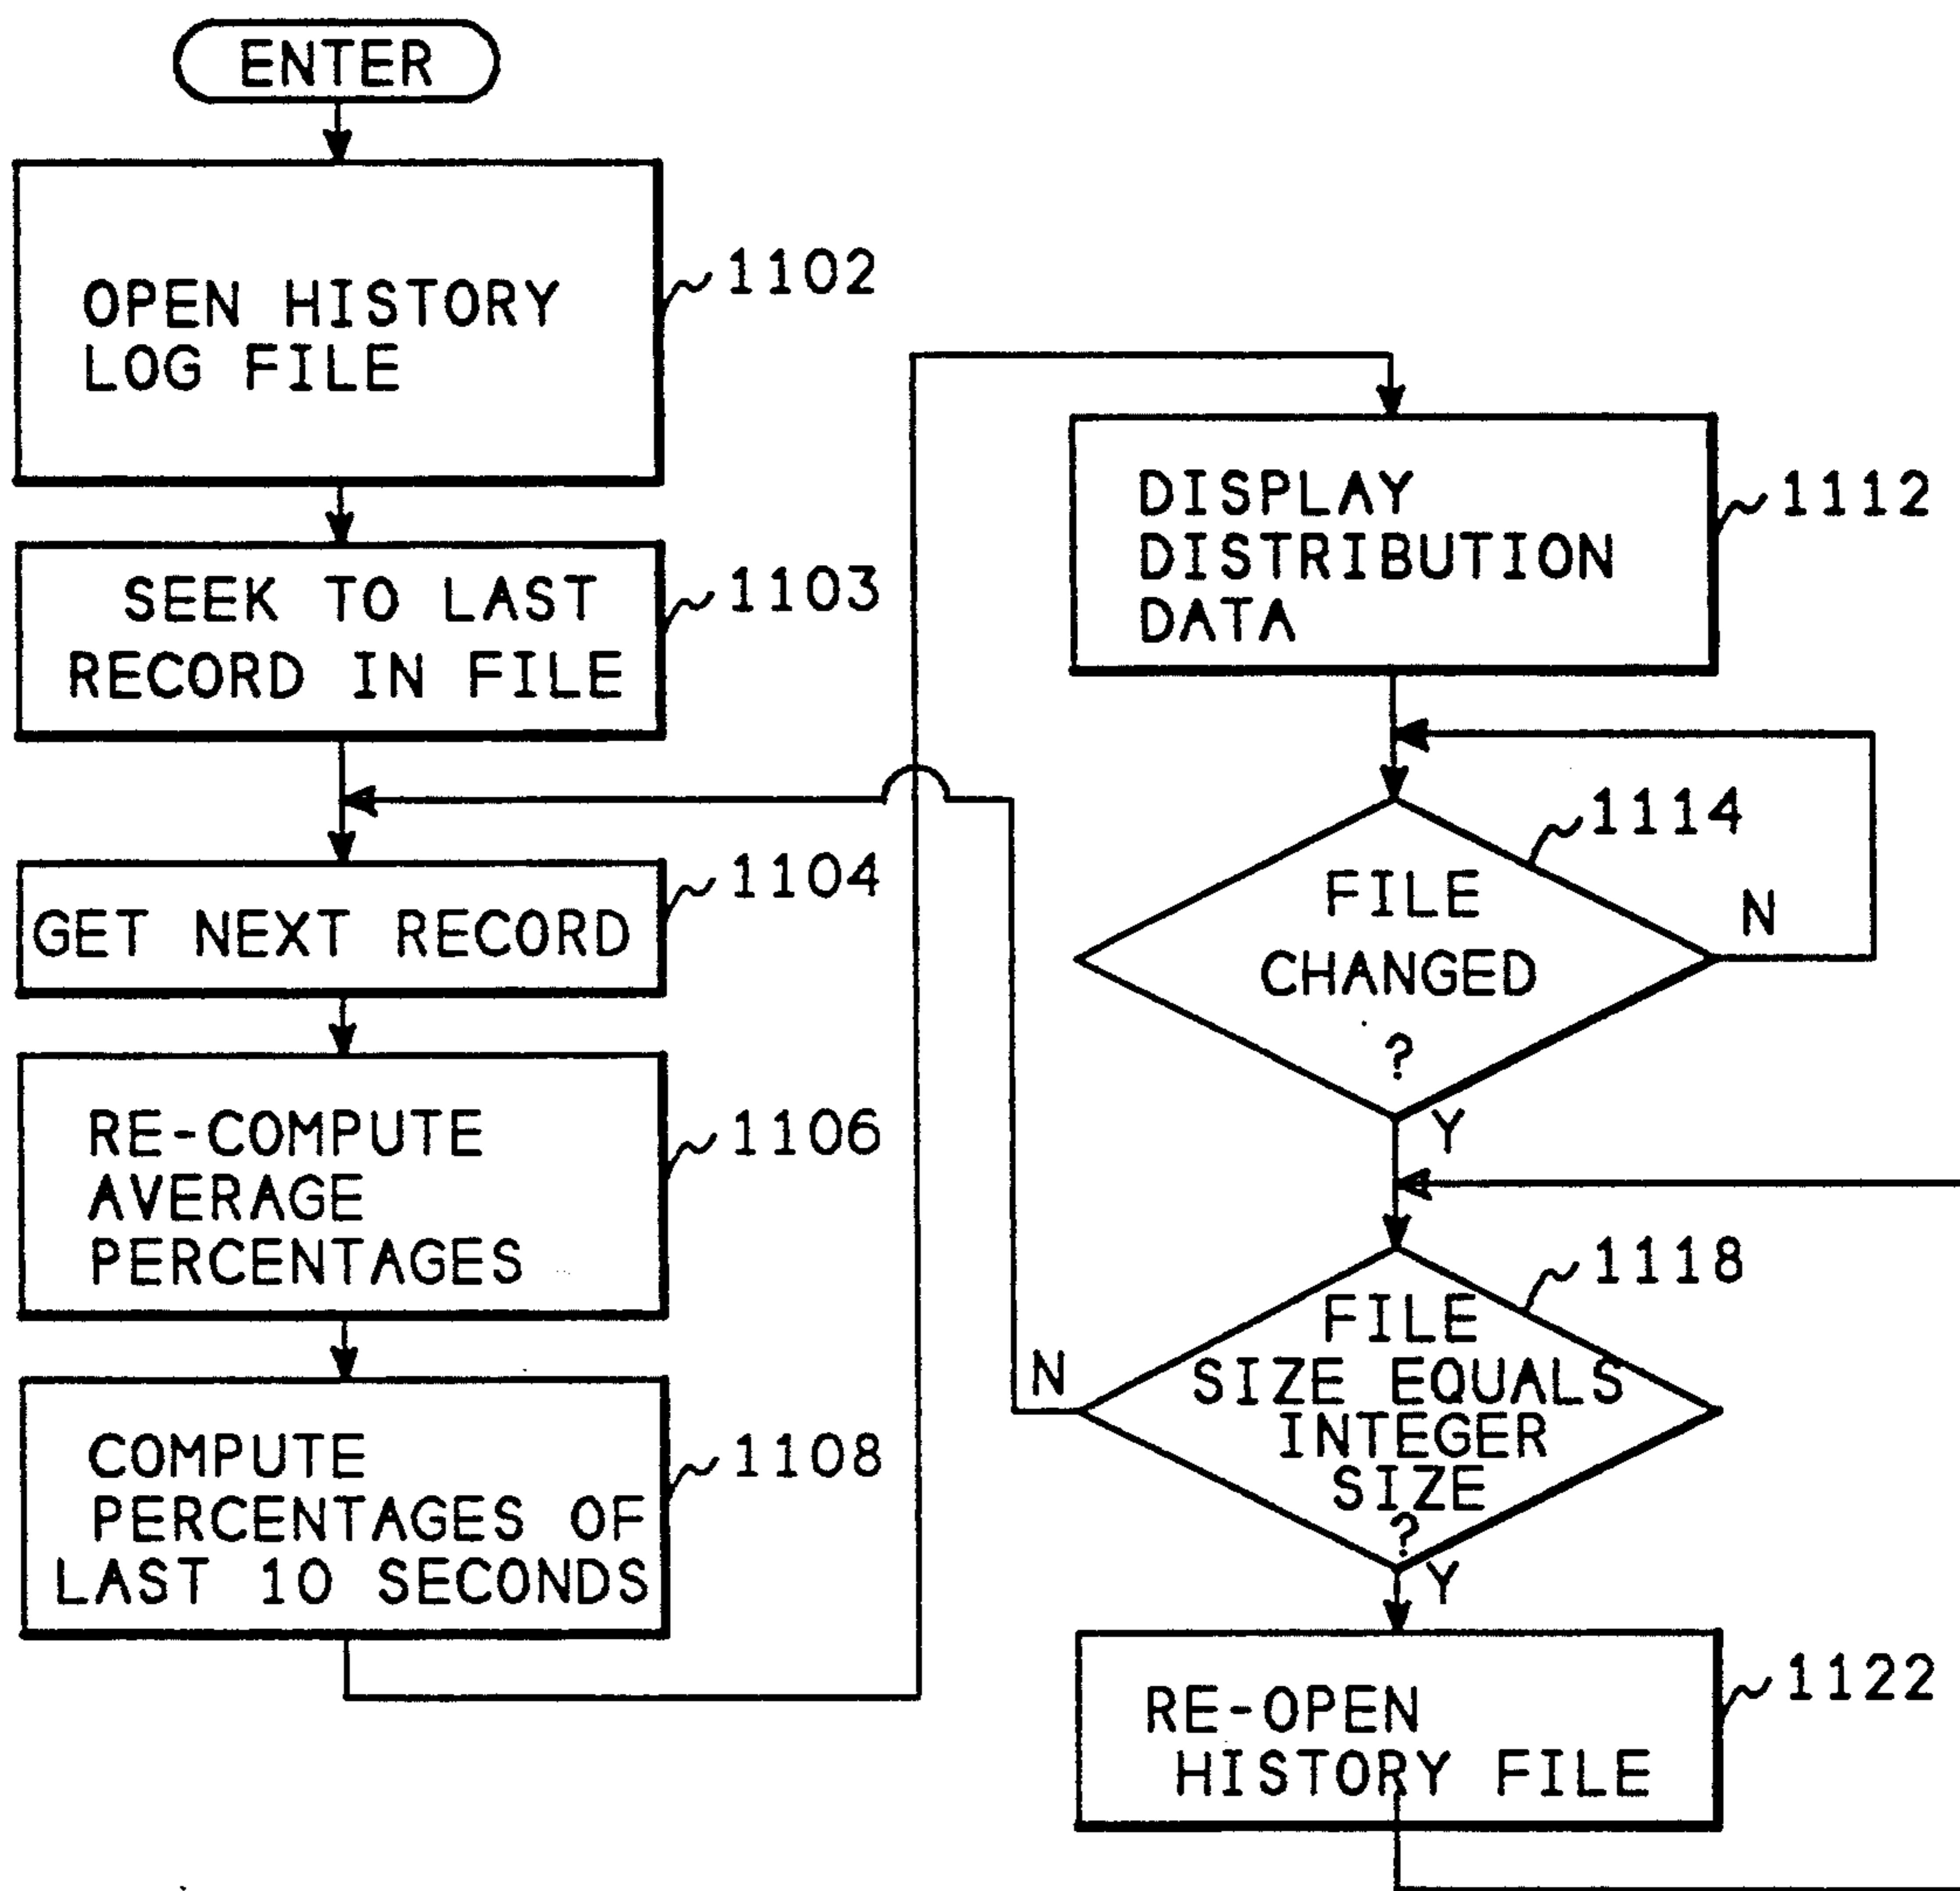 ENTER
OPEN HISTORY
LOG FILE
1102
SEEK TO LAST
RECORD IN FILE
1103
GET NEXT RECORD
1104
RE-COMPUTE
AVERAGE
PERCENTAGES
1106
COMPUTE
PERCENTAGES OF
LAST 10 SECONDS
1108
DISPLAY
DISTRIBUTION
DATA
1112
FILE
CHANGED
?
1114
N
Y
FILE
SIZE EQUALS
INTEGER
SIZE
?
1118
N
Y
RE-OPEN
HISTORY FILE
1122